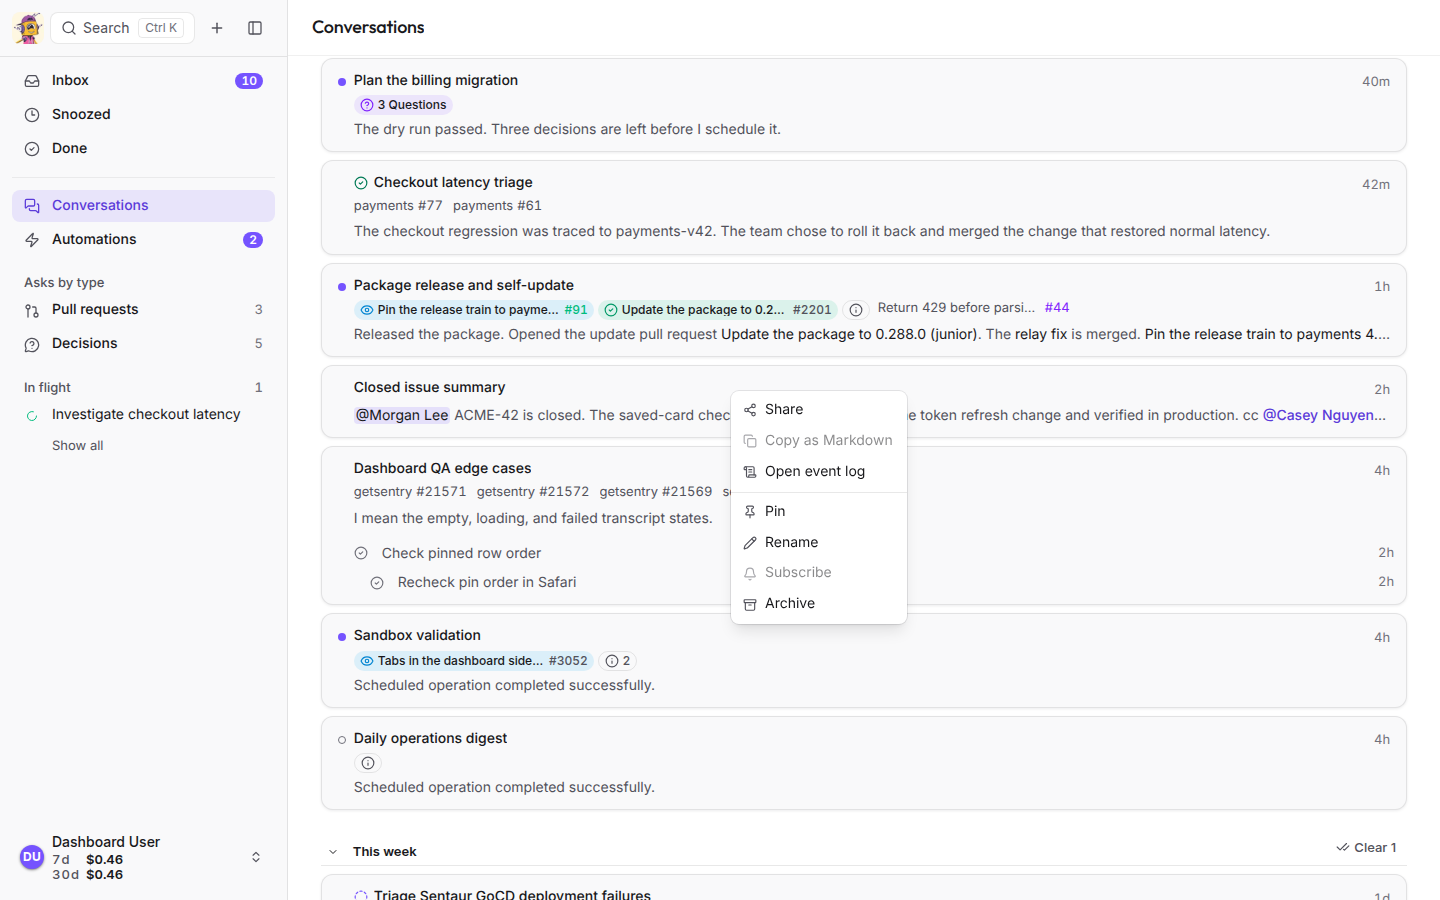 Search Ctrl K
Conversations
Inbox 10
Snoozed
Done
Conversations
Automations 2
Asks by type
Pull requests 3
Decisions 5
In flight 1
Investigate checkout latency
Show all
Dashboard User
7d $0.46
30d $0.46
DU
Plan the billing migration 40m
3 Questions
The dry run passed. Three decisions are left before I schedule it.
Checkout latency triage 42m
payments #77 payments #61
The checkout regression was traced to payments-v42. The team chose to roll it back and merged the change that restored normal latency.
Package release and self-update 1h
Pin the release train to payme... #91 Update the package to 0.2... #2201 Return 429 before parsi... #44
Released the package. Opened the update pull request Update the package to 0.288.0 (junior). The relay fix is merged. Pin the release train to payments 4....
Closed issue summary 2h
@Morgan Lee ACME-42 is closed. The saved-card token refresh change and verified in production. cc @Casey Nguyen...
Dashboard QA edge cases 4h
getsentry #21571 getsentry #21572 getsentry #21569
I mean the empty, loading, and failed transcript states.
Check pinned row order 2h
Recheck pin order in Safari 2h
Share
Copy as Markdown
Open event log
Pin
Rename
Subscribe
Archive
Sandbox validation 4h
Tabs in the dashboard side... #3052 2
Scheduled operation completed successfully.
Daily operations digest 4h
Scheduled operation completed successfully.
This week Clear 1
Triage Sentaur GoCD deployment failures 1d